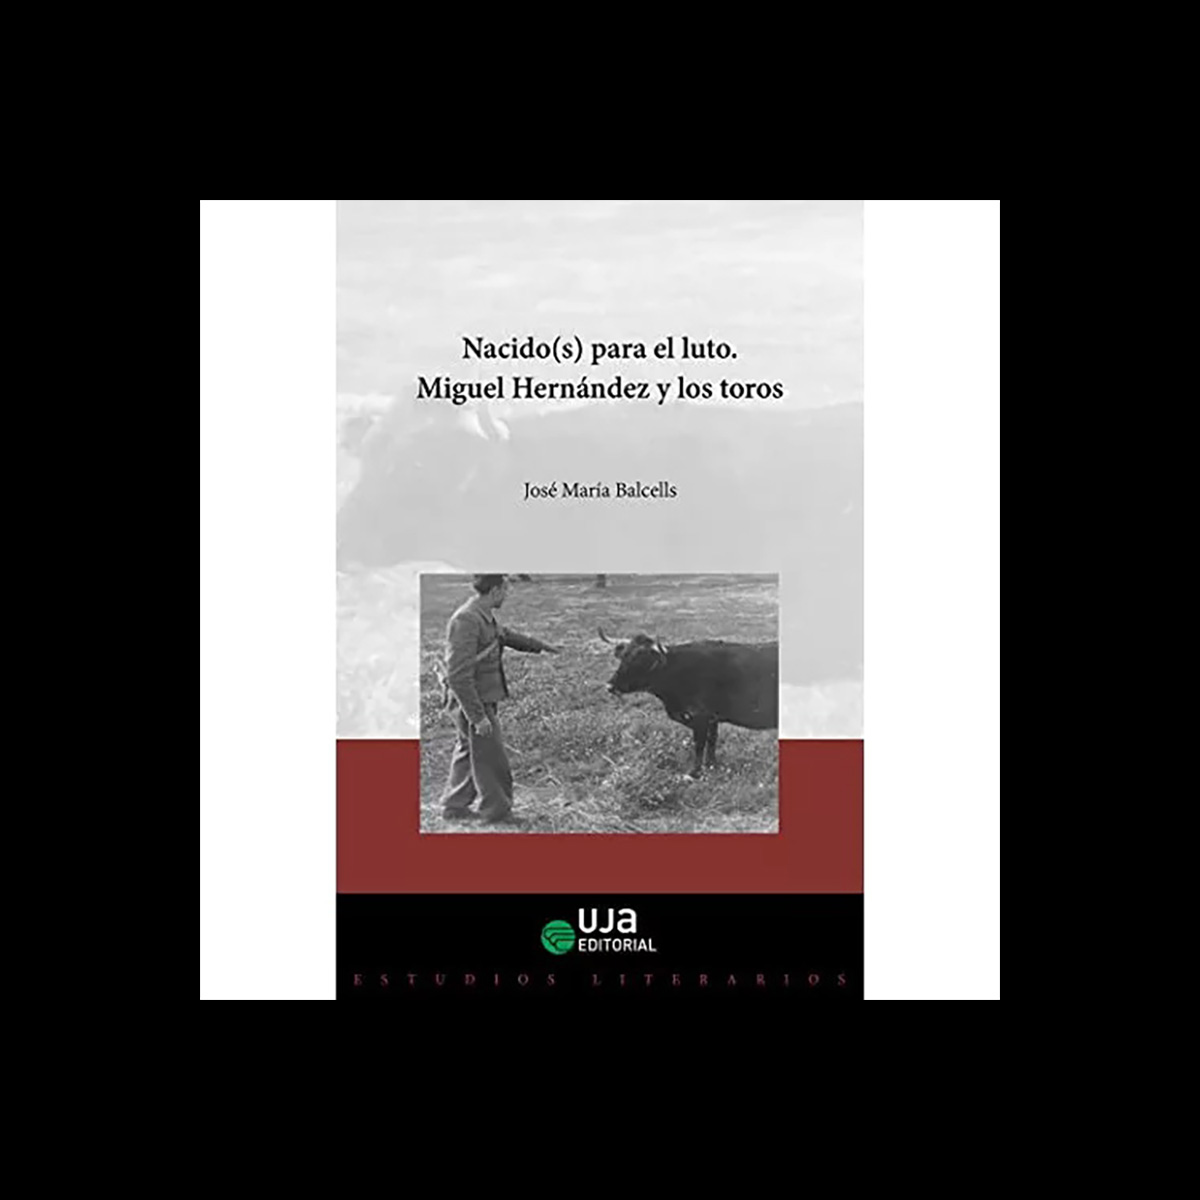 Nacido(s) para el luto.
Miguel Hernández y los toros
José María Balcells
uja
EDITORIAL
ESTUDIOS LITERARIOS